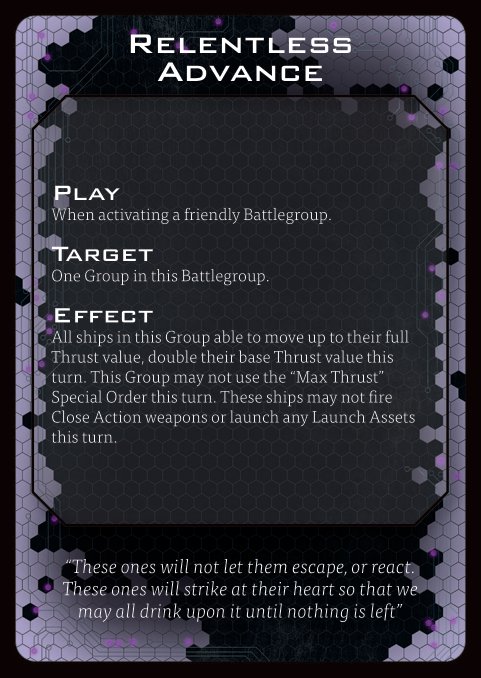 RELENTLESS
ADVANCE
PLAY
When activating a friendly Battlegroup.
TARGET
One Group in this Battlegroup.
EFFECT
All ships in this Group able to move up to their full
Thrust value, double their base Thrust value this
turn. This Group may not use the “Max Thrust”
Special Order this turn. These ships may not fire
Close Action weapons or launch any Launch Assets
this turn.
“These ones will not let them escape, or react.
These ones will strike at their heart so that we
may all drink upon it until nothing is left”